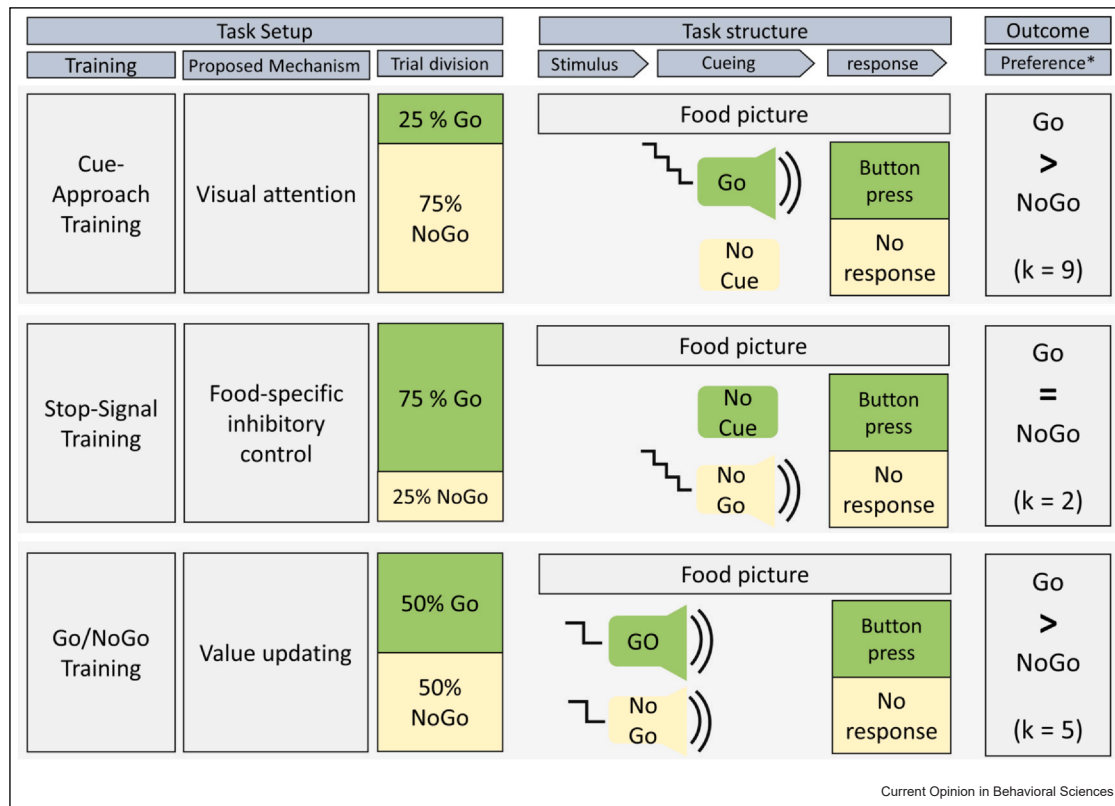 Task Setup
Task structure
Outcome
Training
Proposed Mechanism
Trial division
Stimulus
Cueing
response
Preference*
Cue-
Approach
Training
Visual attention
25 % Go
75%
NoGo
Food picture
Go
No
Cue
Button
press
No
response
Go
>
NoGo
(k = 9)
Stop-Signal
Training
Food-specific
inhibitory
control
75 % Go
25% NoGo
Food picture
No
Cue
No
Go
Button
press
No
response
Go
=
NoGo
(k = 2)
Go/NoGo
Training
Value updating
50% Go
50%
NoGo
Food picture
GO
No
Go
Button
press
No
response
Go
>
NoGo
(k = 5)
Current Opinion in Behavioral Sciences